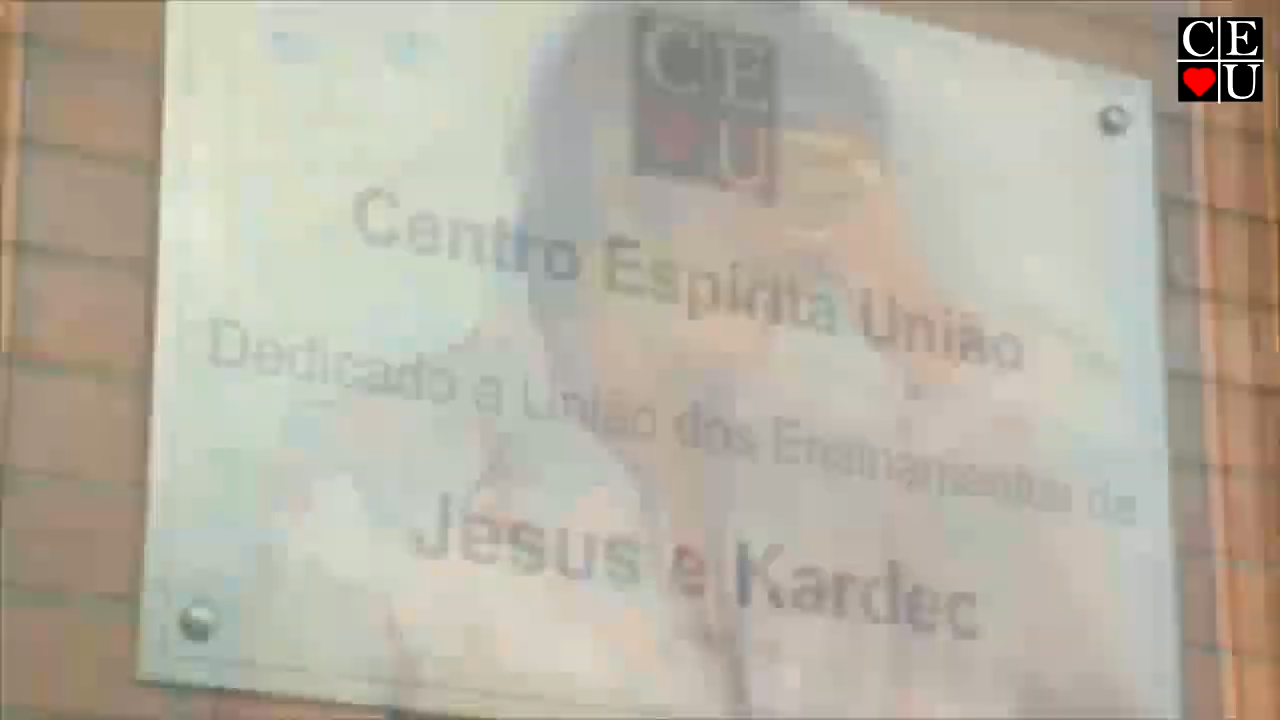 CE
U
CE
U
Centro Espírita União
Dedicado a União dos Ensinamentos de
Jesus e Kardec